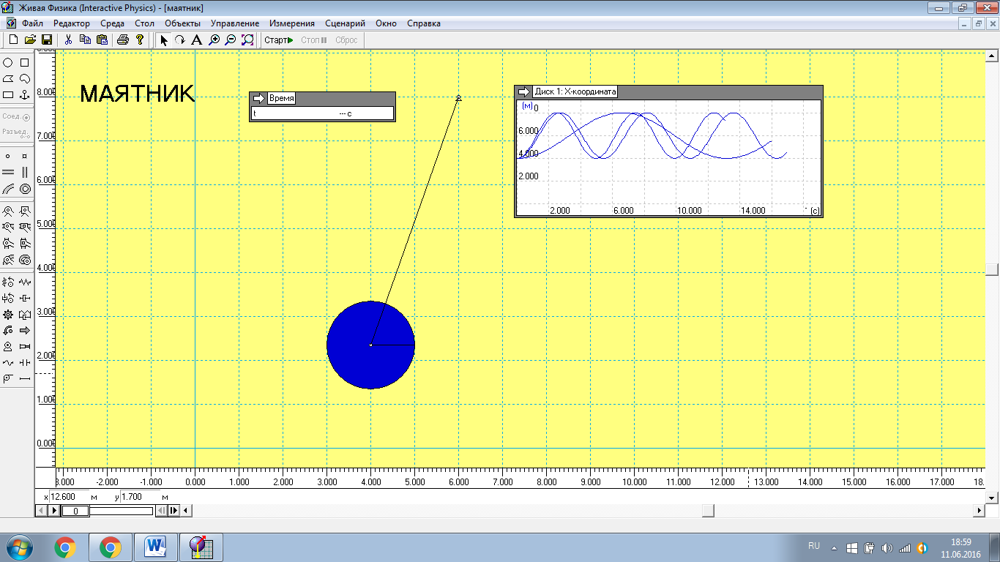 Живая Физика (Interactive Physics) - [маятник]
Файл Редактор Среда Стол Объекты Управление Измерения Сценарий Окно Справка
Старт Стоп Сброс
МАЯТНИК
Время
t --- с
Диск 1: X-координата
(м) 0
6.000
4.000
2.000
2.000 6.000 10.000 14.000 (с)
Соед.
Разъед.
8.000
7.000
6.000
5.000
4.000
3.000
2.000
1.000
0.000
3.000 -2.000 -1.000 0.000 1.000 2.000 3.000 4.000 5.000 6.000 7.000 8.000 9.000 10.000 11.000 12.000 13.000 14.000 15.000 16.000 17.000 18.
x 12.600 м y 1.700 м
0
RU
18:59
11.06.2016